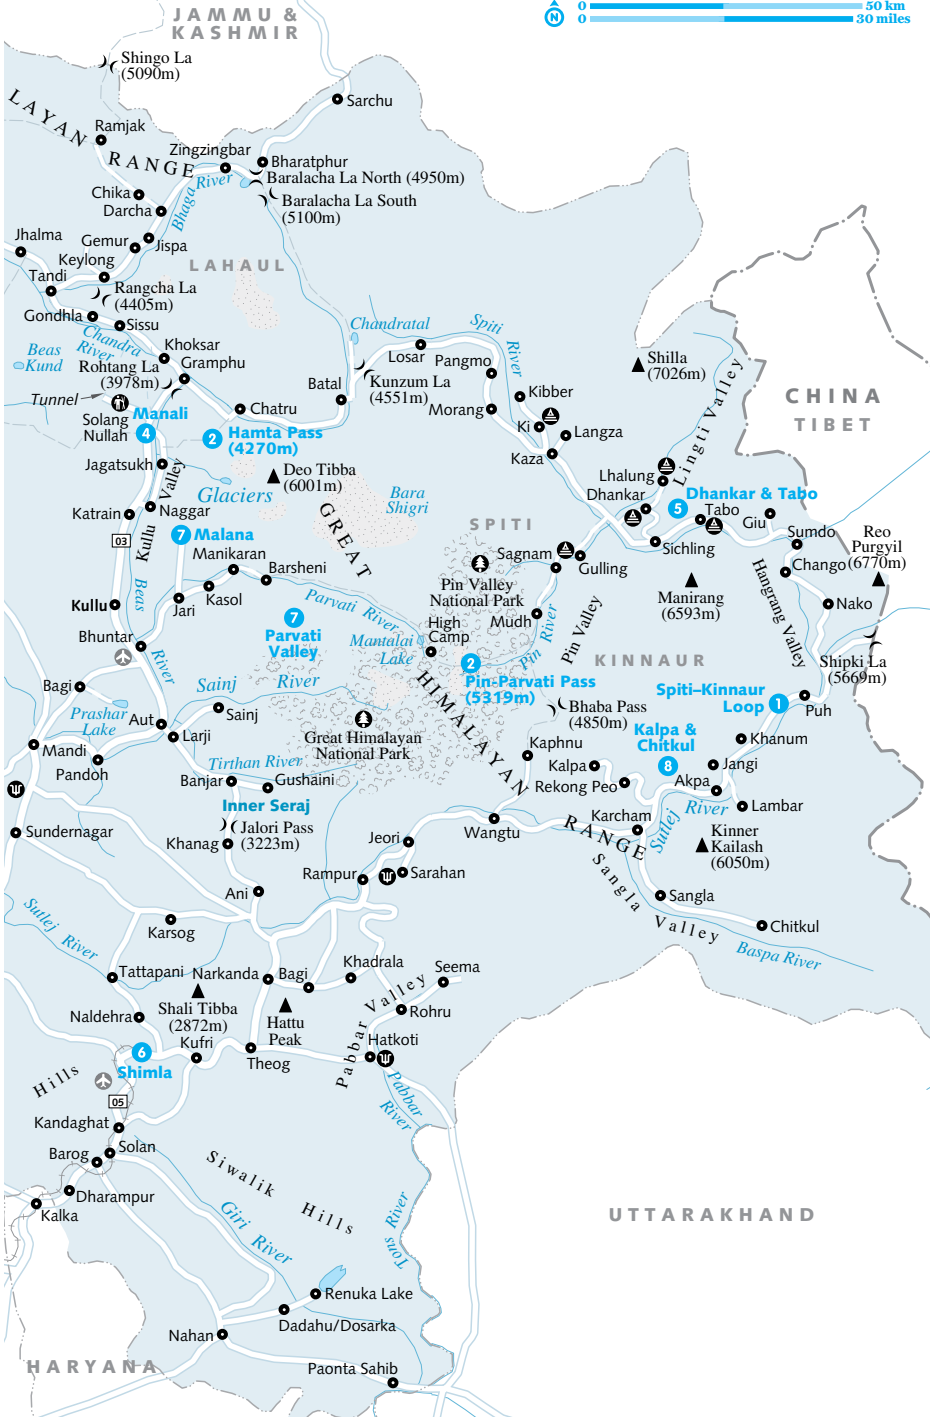 JAMMU &
KASHMIR
0
50 km
N
0
30 miles
Shingo La
(5090m)
LAYAN RANGE
Sarchu
Ramjak
Zingzingbar
Bharatphur
Baralacha La North (4950m)
Baralacha La South
(5100m)
Bhaga River
Chika
Darcha
Jhalma
Gemur
Jispa
Keylong
LAHAUL
Tandi
Rangcha La
(4405m)
Gondhla
Sissu
Chandra
River
Chandratal
Spiti
River
Beas
Kund
Khoksar
Gramphu
Rohtang La
(3978m)
Losar
Pangmo
Shilla
(7026m)
Lingti Valley
Kunzum La
(4551m)
Batal
Kibber
CHINA
TIBET
Tunnel
Solang
Nullah
Manali
4
Chatru
2
Hamta Pass
(4270m)
Morang
Ki
Langza
Kaza
Jagatsukh
Deo Tibba
(6001m)
Glaciers
Bara
Shigri
Lhalung
Dhankar
5
Dhankar & Tabo
Tabo
Giu
Katrain
Naggar
Kullu Valley
GREAT
SPITI
Sumdo
Reo
Purgyil
(6770m)
03
7
Malana
Manikaran
Barsheni
Sagnam
Gulling
Sichling
Chango
Hangrang Valley
Pin Valley
National Park
Manirang
(6593m)
Kullu
Beas
River
Jari
Kasol
Parvati River
Nako
7
Parvati
Valley
Mudh
Pin River
Pin Valley
High
Camp
Mantalai
Lake
Bhuntar
KINNAUR
Shipki La
(5669m)
2
Pin-Parvati Pass
(5319m)
HIMALAYAN
Bagi
Sainj
River
Spiti–Kinnaur
Loop
1
Puh
Prashar
Lake
Aut
Sainj
Bhaba Pass
(4850m)
Kalpa &
Chitkul
8
Larji
Great Himalayan
National Park
Khanum
Mandi
Pandoh
Kaphnu
Tirthan River
Kalpa
Jangi
Banjar
Gushaini
Rekong Peo
Akpa
Inner Seraj
Sutlej River
Lambar
Jalori Pass
(3223m)
Karcham
Sundernagar
Khanag
Jeori
Wangtu
RANGE
Kinner
Kailash
(6050m)
Rampur
Sarahan
Sangla Valley
Ani
Sangla
Sutlej River
Karsog
Chitkul
Baspa River
Tattapani
Narkanda
Bagi
Khadrala
Seema
Shali Tibba
(2872m)
Hattu
Peak
Pabbar Valley
Naldehra
Rohru
6
Shimla
Kufri
Theog
Hatkoti
Hills
Pabbar
River
05
Kandaghat
Barog
Solan
Siwalik Hills
Dharampur
Kalka
Giri River
River
Tons
UTTARAKHAND
Renuka Lake
Dadahu/Dosarka
Nahan
HARYANA
Paonta Sahib